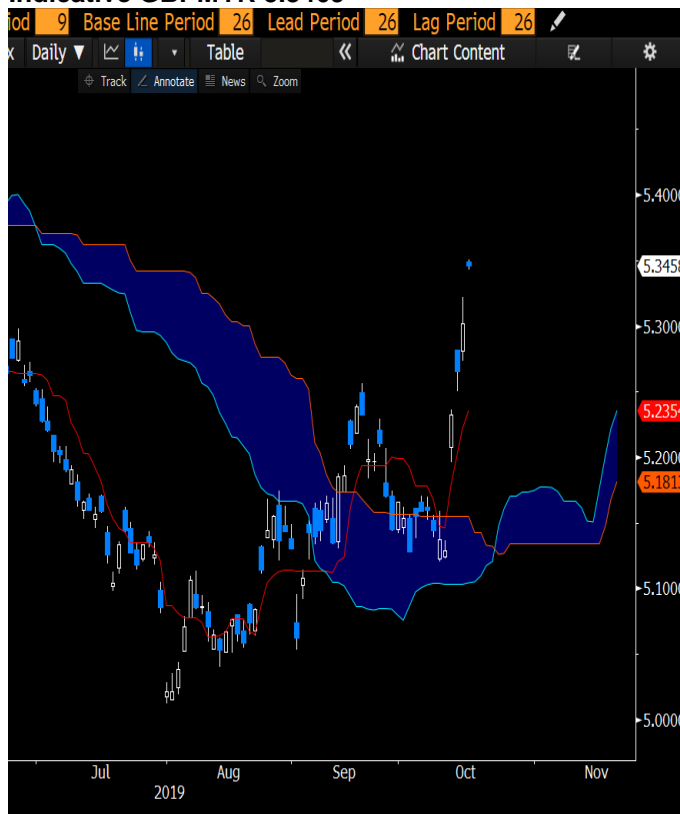 Indicative
iod 9 Base Line Period 26 Lead Period 26 Lag Period 26
x Daily ▼ Table « Chart Content
Track Annotate News Zoom
5.4000
5.3458
5.3000
5.2354
5.2000
5.1813
5.1000
5.0000
Jul Aug Sep Oct Nov
2019